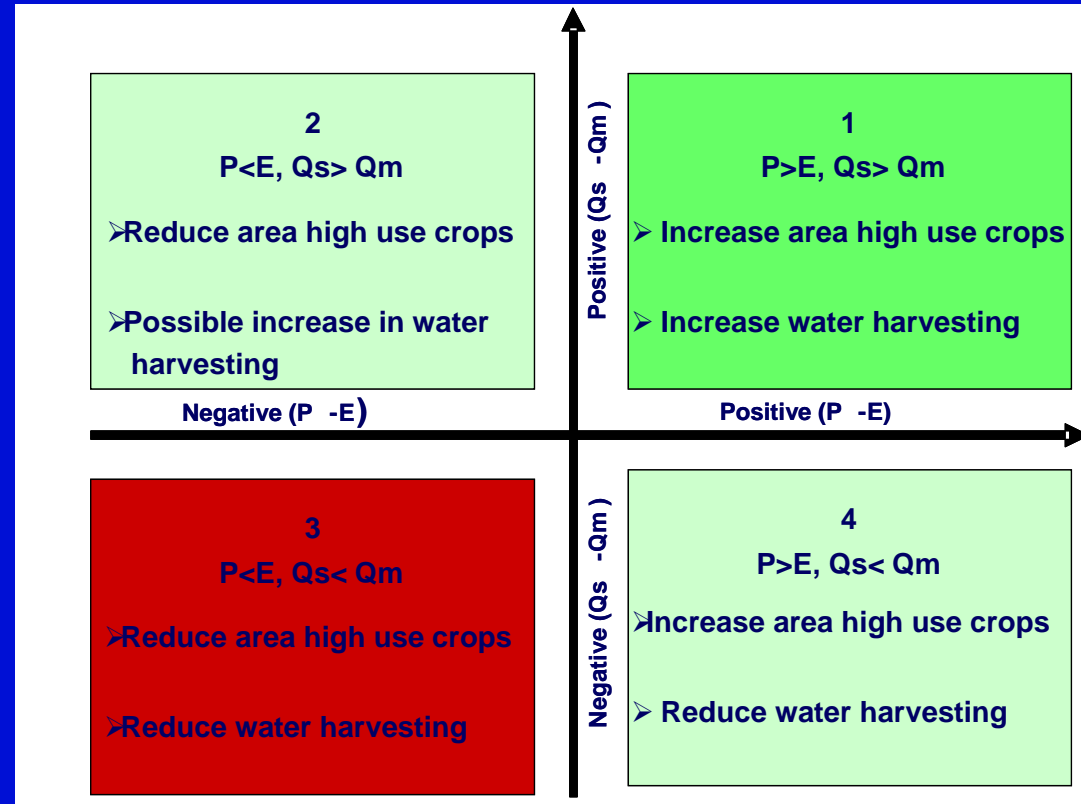 2
P<E, Qs> Qm
➢Reduce area high use crops
➢Possible increase in water
harvesting
Positive (Qs -Qm )
1
P>E, Qs> Qm
➢ Increase area high use crops
➢ Increase water harvesting
Negative (P -E)
Positive (P -E)
3
P<E, Qs< Qm
➢Reduce area high use crops
➢Reduce water harvesting
Negative (Qs -Qm )
4
P>E, Qs< Qm
➢Increase area high use crops
➢ Reduce water harvesting